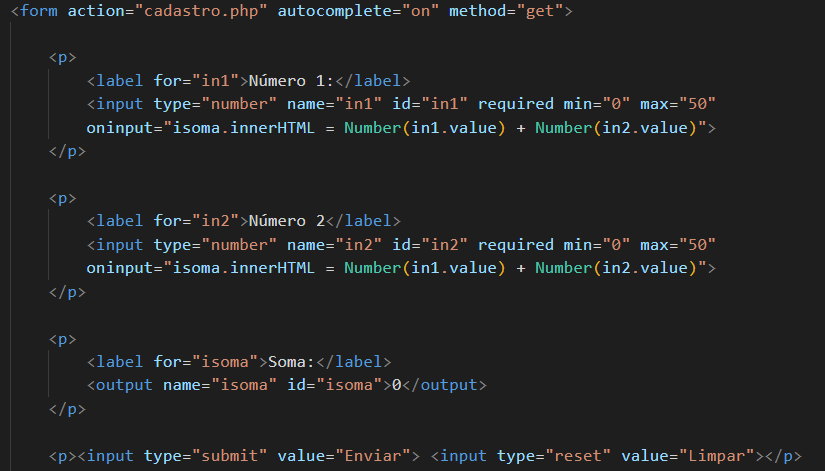 <form action="cadastro.php" autocomplete="on" method="get">
<p>
<label for="in1">Número 1:</label>
<input type="number" name="in1" id="in1" required min="0" max="50"
oninput="isoma.innerHTML = Number(in1.value) + Number(in2.value)">
</p>
<p>
<label for="in2">Número 2</label>
<input type="number" name="in2" id="in2" required min="0" max="50"
oninput="isoma.innerHTML = Number(in1.value) + Number(in2.value)">
</p>
<p>
<label for="isoma">Soma:</label>
<output name="isoma" id="isoma">0</output>
</p>
<p><input type="submit" value="Enviar"> <input type="reset" value="Limpar"></p>